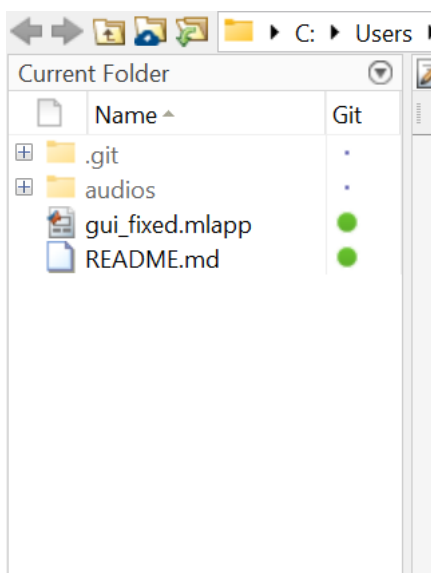 C: Users
Current Folder
Name Git
.git
audios
gui_fixed.mlapp
README.md